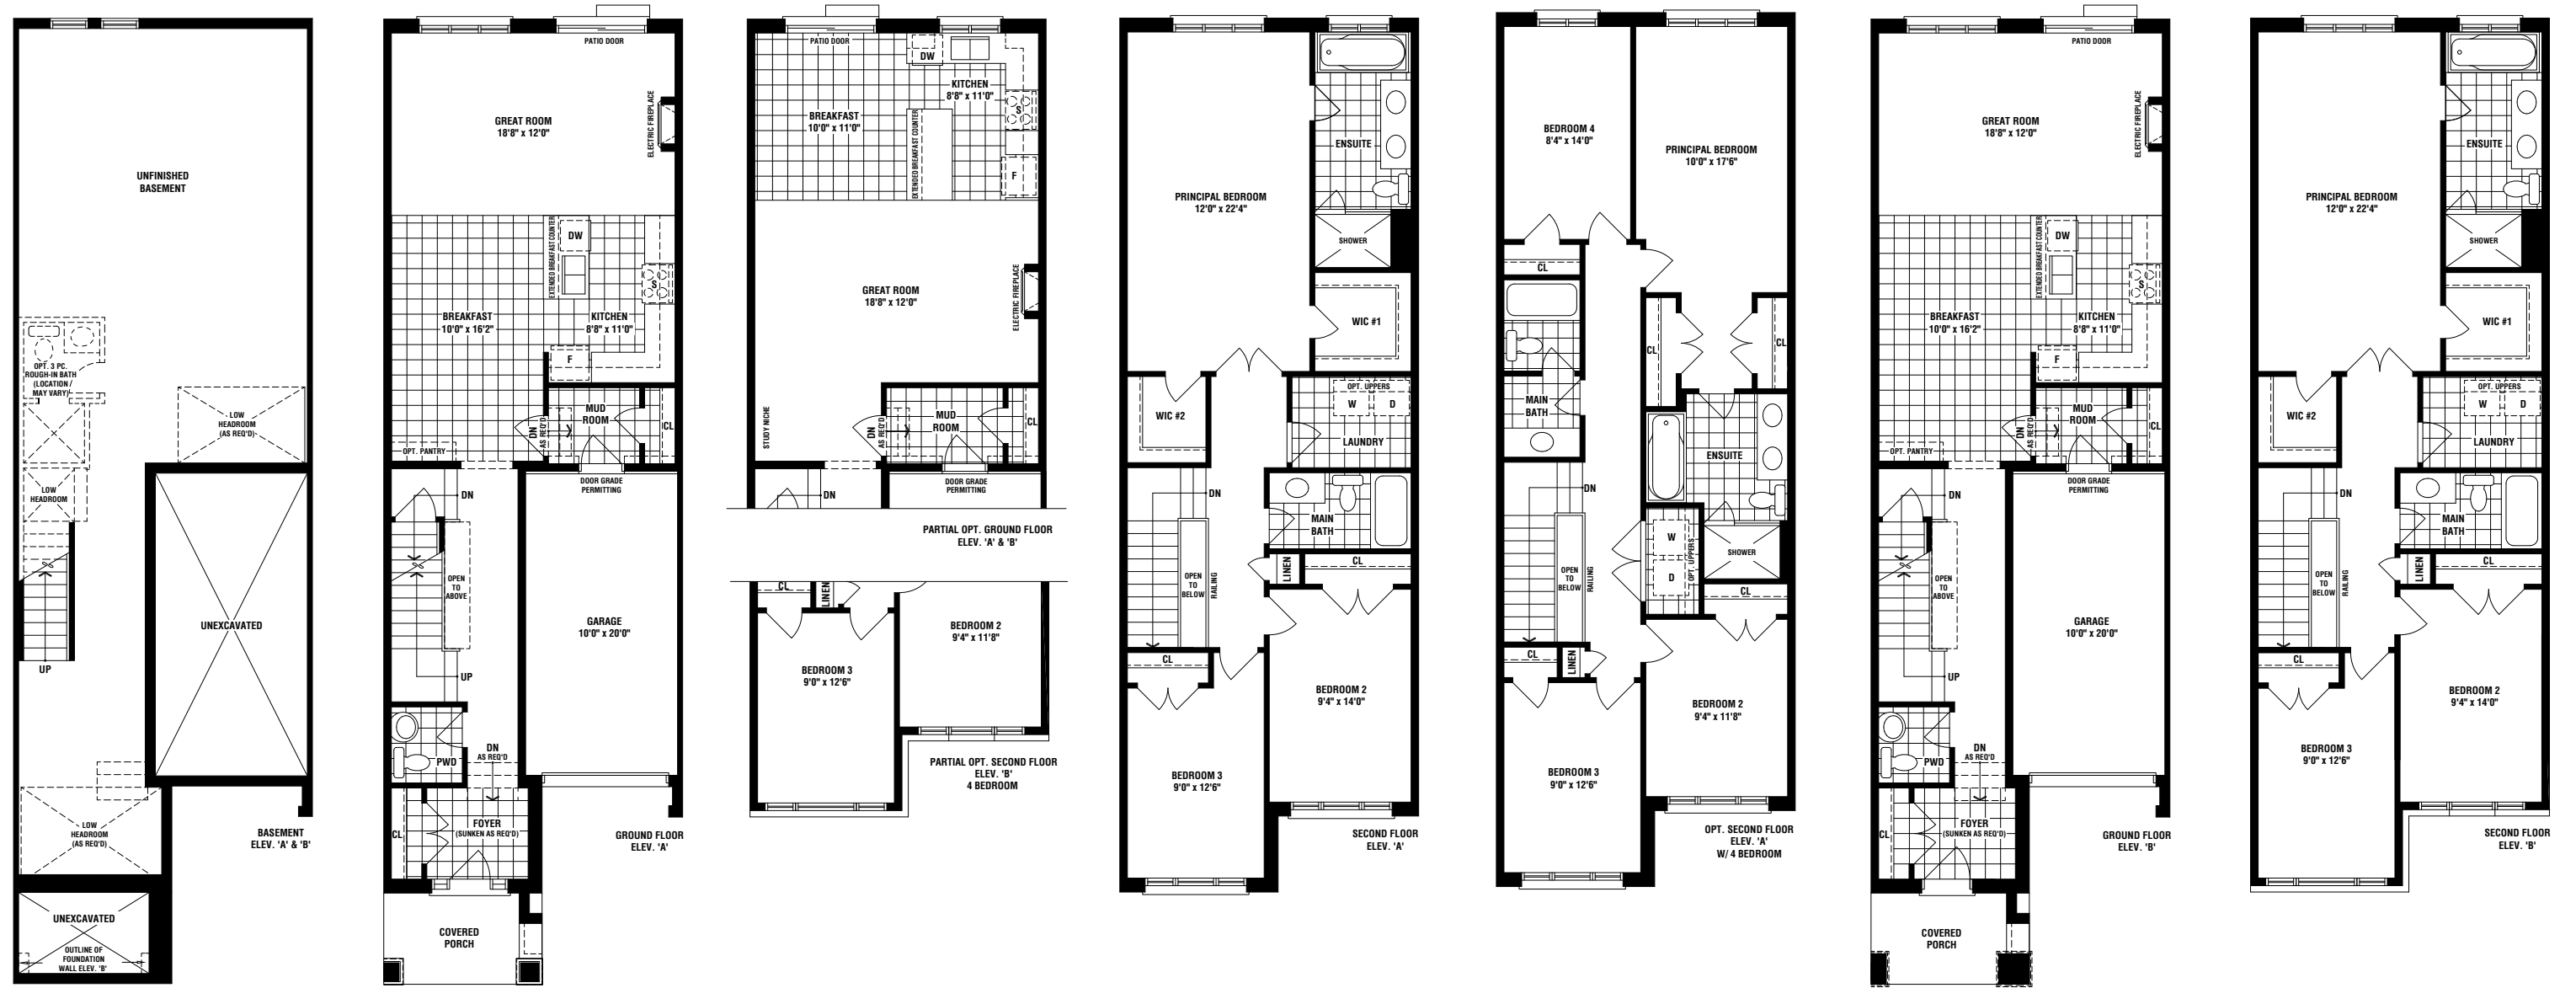 UNFINISHED
BASEMENT
OPT. 3 PC.
ROUGH-IN BATH
(LOCATION /
MAY VARY)
LOW
HEADROOM
(AS REQ'D)
LOW
HEADROOM
UNEXCAVATED
UP
LOW
HEADROOM
(AS REQ'D)
BASEMENT
ELEV. 'A' & 'B'
UNEXCAVATED
OUTLINE OF
FOUNDATION
WALL ELEV. 'B'
PATIO DOOR
GREAT ROOM
18'8" x 12'0"
ELECTRIC FIREPLACE
EXTENDED BREAKFAST COUNTER
DW
S
BREAKFAST
10'0" x 16'2"
KITCHEN
8'8" x 11'0"
F
MUD
ROOM
DN
AS REQ'D
CL
OPT. PANTRY
DOOR GRADE
PERMITTING
DN
OPEN
TO
ABOVE
GARAGE
10'0" x 20'0"
UP
DN
AS REQ'D
PWD
CL
FOYER
(SUNKEN AS REQ'D)
GROUND FLOOR
ELEV. 'A'
COVERED
PORCH
PATIO DOOR
DW
KITCHEN
8'8" x 11'0"
S
BREAKFAST
10'0" x 11'0"
EXTENDED BREAKFAST COUNTER
F
GREAT ROOM
18'8" x 12'0"
ELECTRIC FIREPLACE
STUDY NICHE
DN
AS REQ'D
MUD
ROOM
CL
DN
DOOR GRADE
PERMITTING
PARTIAL OPT. GROUND FLOOR
ELEV. 'A' & 'B'
CL
LINEN
BEDROOM 2
9'4" x 11'8"
BEDROOM 3
9'0" x 12'6"
PARTIAL OPT. SECOND FLOOR
ELEV. 'B'
4 BEDROOM
ENSUITE
PRINCIPAL BEDROOM
12'0" x 22'4"
SHOWER
WIC #1
WIC #2
OPT. UPPERS
W
D
LAUNDRY
DN
MAIN
BATH
OPEN
TO
BELOW
RAILING
LINEN
CL
CL
BEDROOM 2
9'4" x 14'0"
BEDROOM 3
9'0" x 12'6"
SECOND FLOOR
ELEV. 'A'
BEDROOM 4
8'4" x 14'0"
PRINCIPAL BEDROOM
10'0" x 17'6"
CL
CL
CL
MAIN
BATH
ENSUITE
DN
W
D
OPT. UPPERS
SHOWER
OPEN
TO
BELOW
RAILING
CL
CL
LINEN
BEDROOM 2
9'4" x 11'8"
BEDROOM 3
9'0" x 12'6"
OPT. SECOND FLOOR
ELEV. 'A'
W/ 4 BEDROOM
PATIO DOOR
GREAT ROOM
18'8" x 12'0"
ELECTRIC FIREPLACE
EXTENDED BREAKFAST COUNTER
DW
S
BREAKFAST
10'0" x 16'2"
KITCHEN
8'8" x 11'0"
F
MUD
ROOM
DN
AS REQ'D
CL
OPT. PANTRY
DOOR GRADE
PERMITTING
DN
OPEN
TO
ABOVE
GARAGE
10'0" x 20'0"
UP
DN
AS REQ'D
PWD
CL
FOYER
(SUNKEN AS REQ'D)
GROUND FLOOR
ELEV. 'B'
COVERED
PORCH
ENSUITE
PRINCIPAL BEDROOM
12'0" x 22'4"
SHOWER
WIC #1
WIC #2
OPT. UPPERS
W
D
LAUNDRY
DN
MAIN
BATH
OPEN
TO
BELOW
RAILING
LINEN
CL
CL
BEDROOM 2
9'4" x 14'0"
BEDROOM 3
9'0" x 12'6"
SECOND FLOOR
ELEV. 'B'